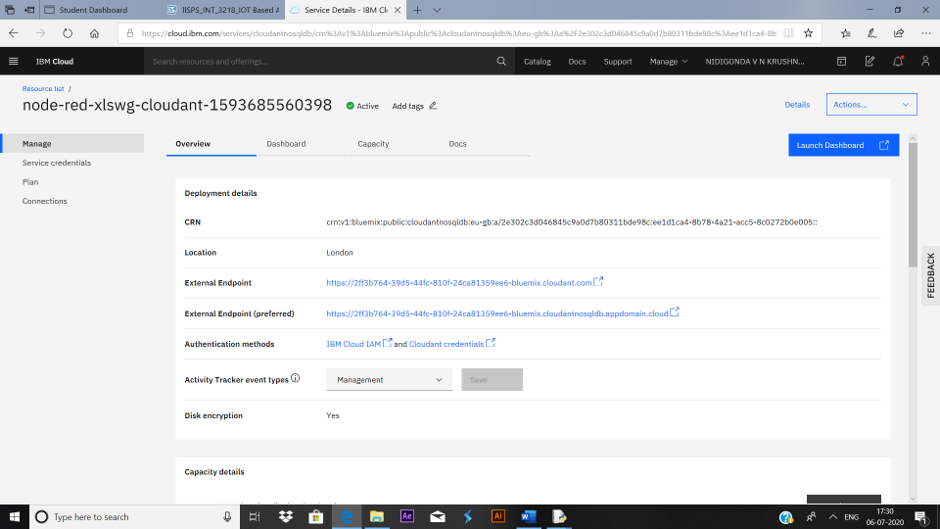 Student Dashboard
IISPS_INT_3218_IOT Based A
Service Details - IBM Cl
https://cloud.ibm.com/services/cloudantnosqldb/crn%3Av1%3Abluemix%3Apublic%3Acloudantnosqldb%3Aeu-gb%3Aa%2F2e302c3d046845c9a0d7b80311bde98c%3Aee1d1ca4-8b
IBM Cloud
Search resources and offerings...
Catalog
Docs
Support
Manage
NIDIGONDA V N KRUSHN...
Resource list /
node-red-xlswg-cloudant-1593685560398
Active
Add tags
Details
Actions...
Manage
Service credentials
Plan
Connections
Overview
Dashboard
Capacity
Docs
Launch Dashboard
Deployment details
CRN
crn:v1:bluemix:public:cloudantnosqldb:eu-gb:a/2e302c3d046845c9a0d7b80311bde98c:ee1d1ca4-8b78-4a21-acc5-8c0272b0e005::
Location
London
External Endpoint
https://2ff3b764-39d5-44fc-810f-24ca81359ee6-bluemix.cloudant.com
External Endpoint (preferred)
https://2ff3b764-39d5-44fc-810f-24ca81359ee6-bluemix.cloudantnosqldb.appdomain.cloud
Authentication methods
IBM Cloud IAM and Cloudant credentials
Activity Tracker event types
Management
Save
Disk encryption
Yes
Capacity details
FEEDBACK
Type here to search
Ae
Ai
ENG
17:30
06-07-2020
1